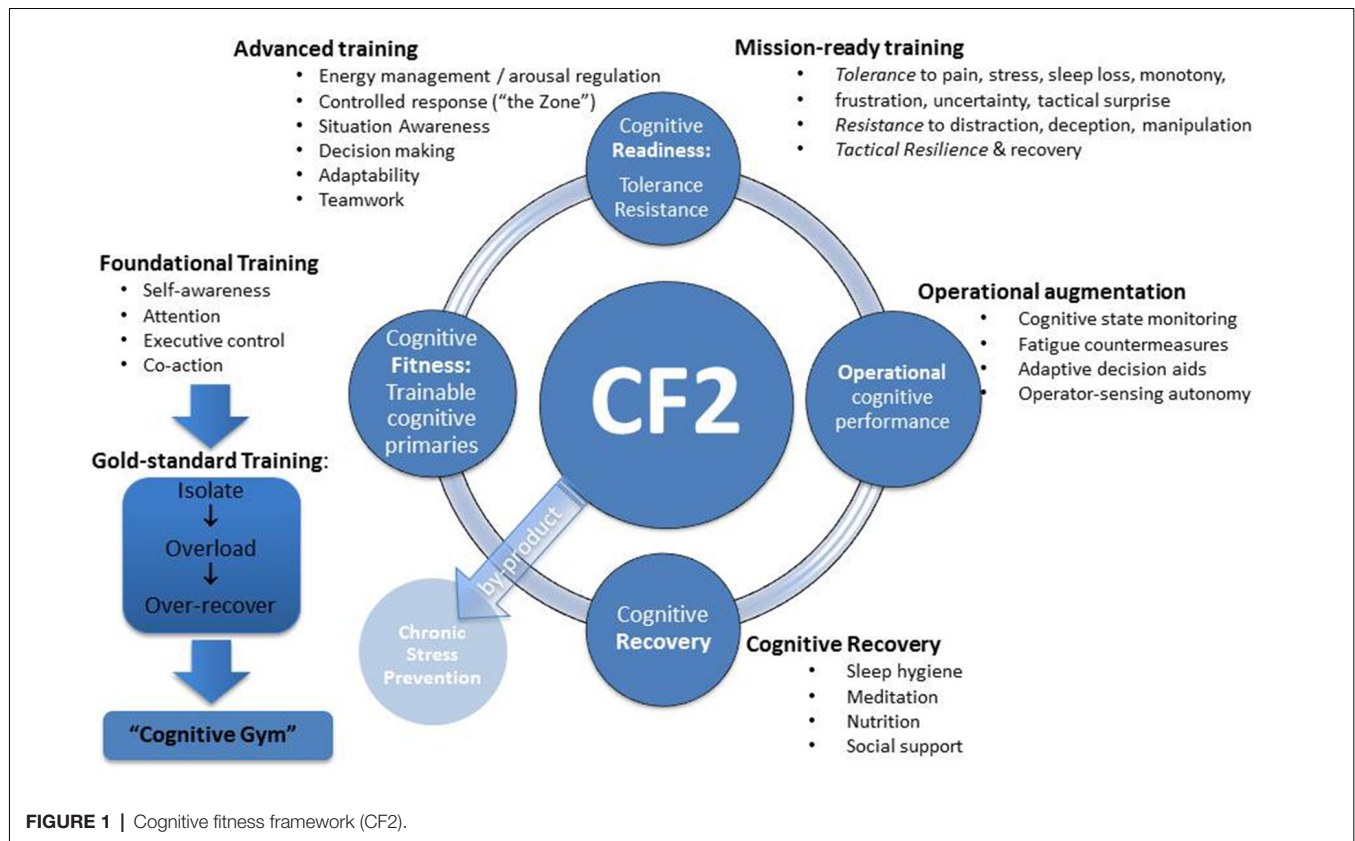 Advanced training
• Energy management / arousal regulation
• Controlled response (“the Zone”)
• Situation Awareness
• Decision making
• Adaptability
• Teamwork
Mission-ready training
• Tolerance to pain, stress, sleep loss, monotony,
• frustration, uncertainty, tactical surprise
• Resistance to distraction, deception, manipulation
• Tactical Resilience & recovery
Cognitive
Readiness:
Tolerance
Resistance
Foundational Training
• Self-awareness
• Attention
• Executive control
• Co-action
Gold-standard Training:
Isolate
↓
Overload
↓
Over-recover
“Cognitive Gym”
Cognitive
Fitness:
Trainable
cognitive
primaries
CF2
Operational
cognitive
performance
Operational augmentation
• Cognitive state monitoring
• Fatigue countermeasures
• Adaptive decision aids
• Operator-sensing autonomy
by-product
Chronic
Stress
Prevention
Cognitive
Recovery
Cognitive Recovery
• Sleep hygiene
• Meditation
• Nutrition
• Social support
FIGURE 1 | Cognitive fitness framework (CF2).